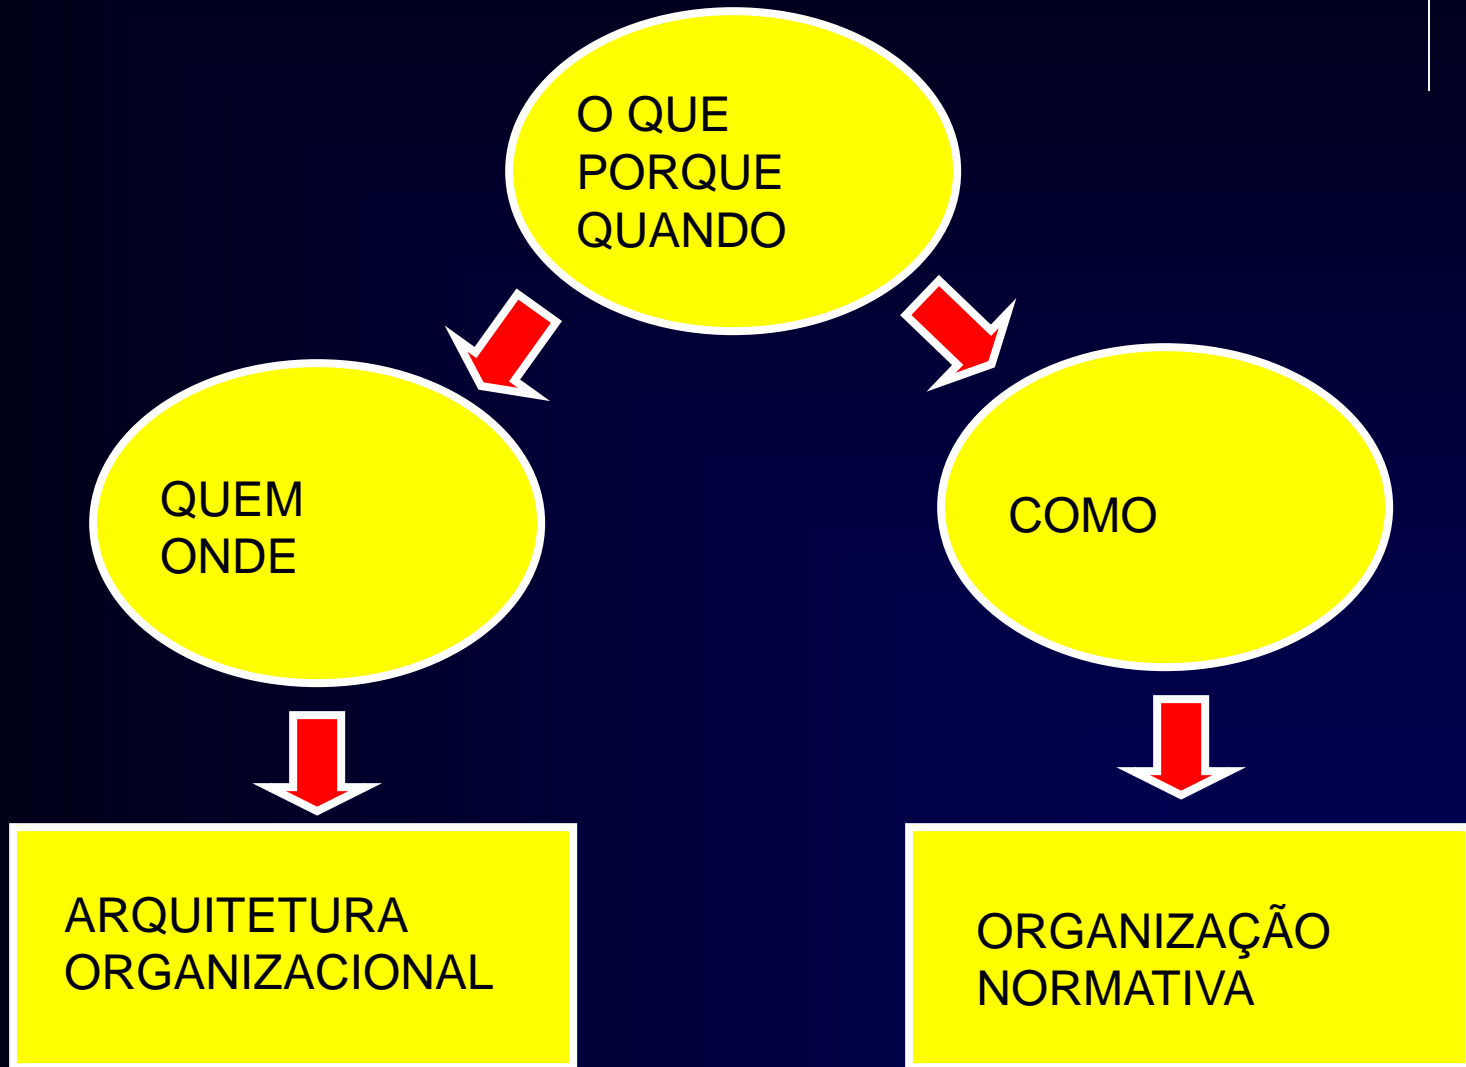 O QUE
PORQUE
QUANDO
QUEM
ONDE
COMO
ARQUITETURA
ORGANIZACIONAL
ORGANIZAÇÃO
NORMATIVA